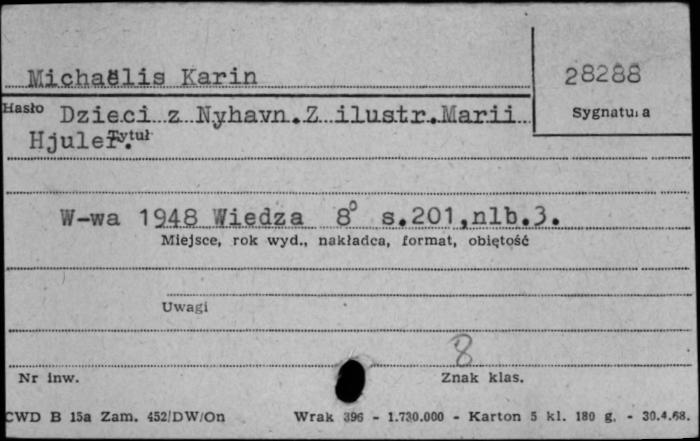 Michaëlis Karin
28288
Hasło Dzieci z Nyhavn.Z ilustr.Marii
Sygnatura
Hjuler. Tytuł
W-wa 1948 Wiedza 8° s.201,nlb.3.
Miejsce, rok wyd., nakładca, format, objętość
Uwagi
8
Nr inw.
Znak klas.
CWD B 15a Zam. 452/DW/On Wrak 396 - 1.730.000 - Karton 5 kl. 180 g. - 30.4.68.